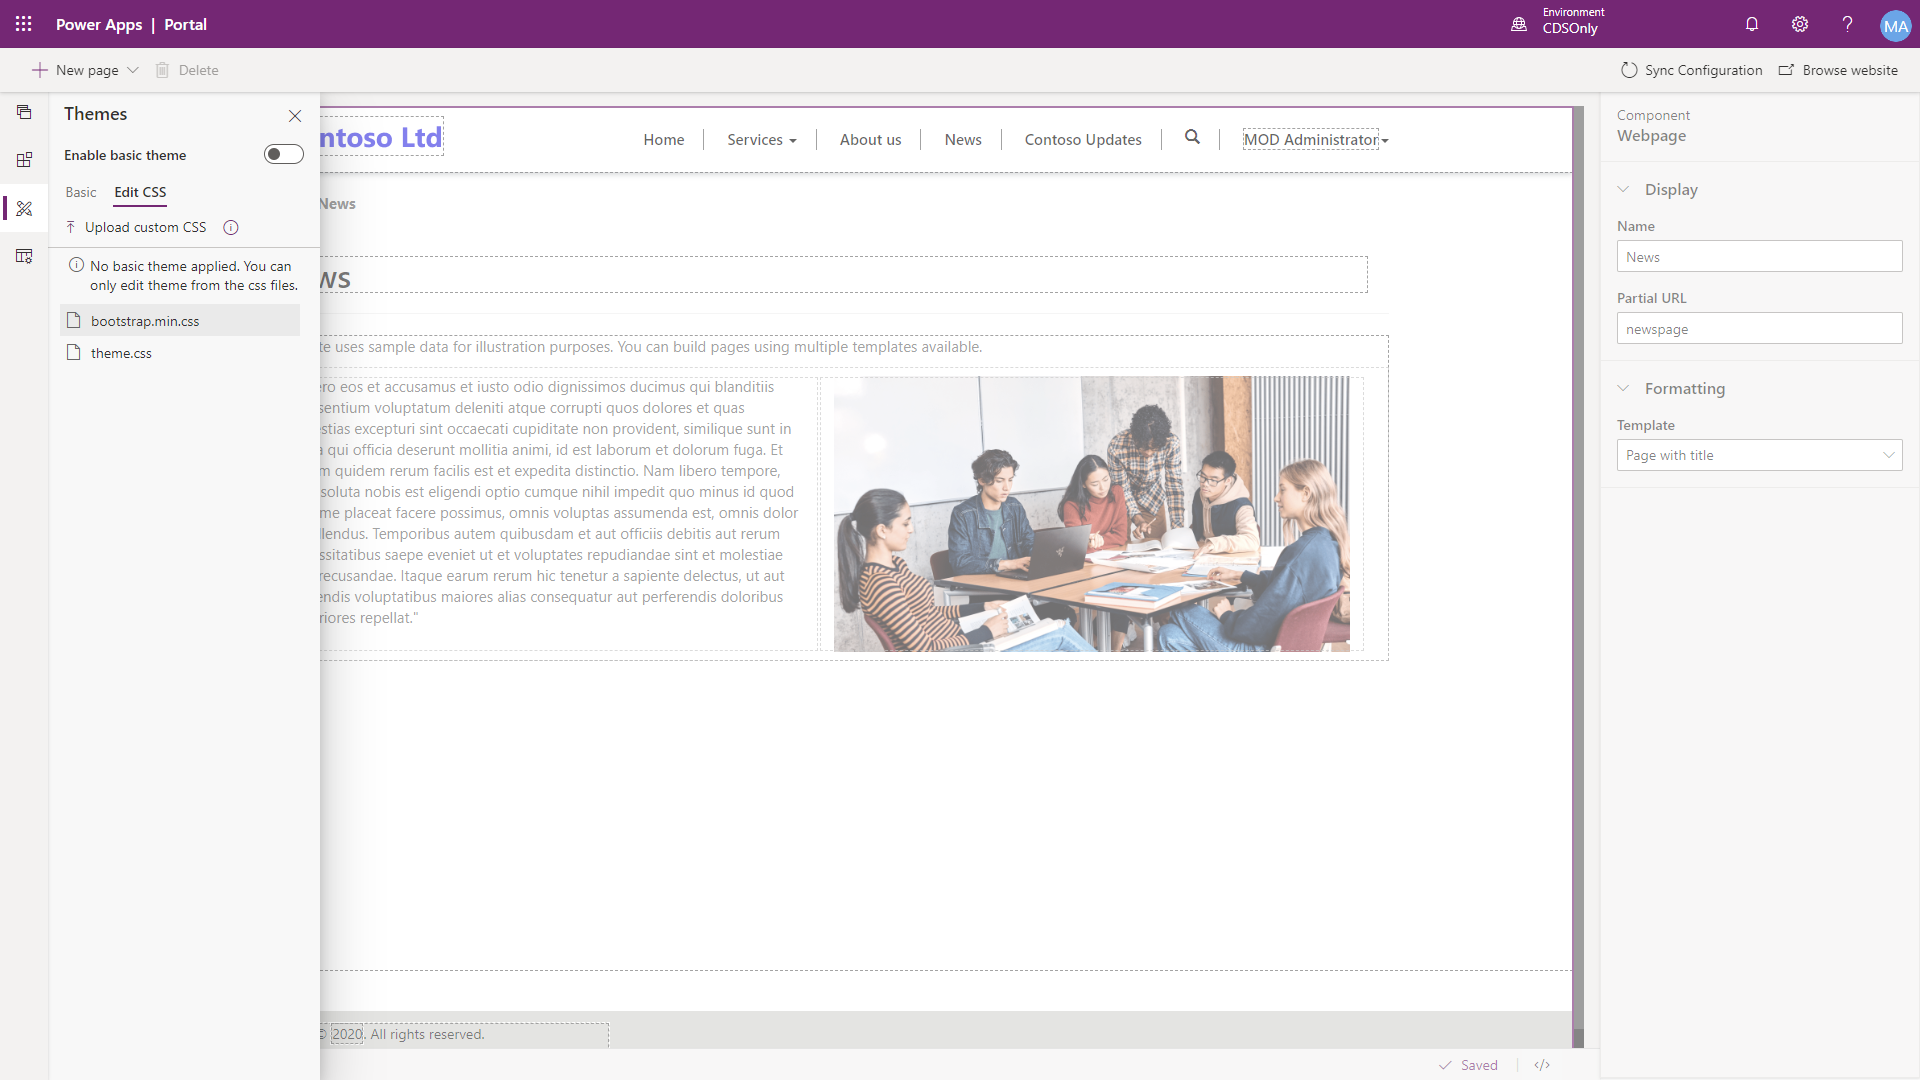 Power Apps | Portal
Environment
CDSOnly
MA
New page
Delete
Sync Configuration
Browse website
Themes
Enable basic theme
Basic
Edit CSS
Upload custom CSS
No basic theme applied. You can
only edit theme from the css files.
bootstrap.min.css
theme.css
ntoso Ltd
Home
Services
About us
News
Contoso Updates
MOD Administrator
News
ws
te uses sample data for illustration purposes. You can build pages using multiple templates available.
ro eos et accusamus et iusto odio dignissimos ducimus qui blanditiis
sentium voluptatum deleniti atque corrupti quos dolores et quas
estias excepturi sint occaecati cupiditate non provident, similique sunt in
a qui officia deserunt mollitia animi, id est laborum et dolorum fuga. Et
m quidem rerum facilis est et expedita distinctio. Nam libero tempore,
soluta nobis est eligendi optio cumque nihil impedit quo minus id quod
me placeat facere possimus, omnis voluptas assumenda est, omnis dolor
llendus. Temporibus autem quibusdam et aut officiis debitis aut rerum
ssitatibus saepe eveniet ut et voluptates repudiandae sint et molestiae
recusandae. Itaque earum rerum hic tenetur a sapiente delectus, ut aut
endis voluptatibus maiores alias consequatur aut perferendis doloribus
riores repellat."
© 2020. All rights reserved.
Saved
</>
Component
Webpage
Display
Name
News
Partial URL
newspage
Formatting
Template
Page with title